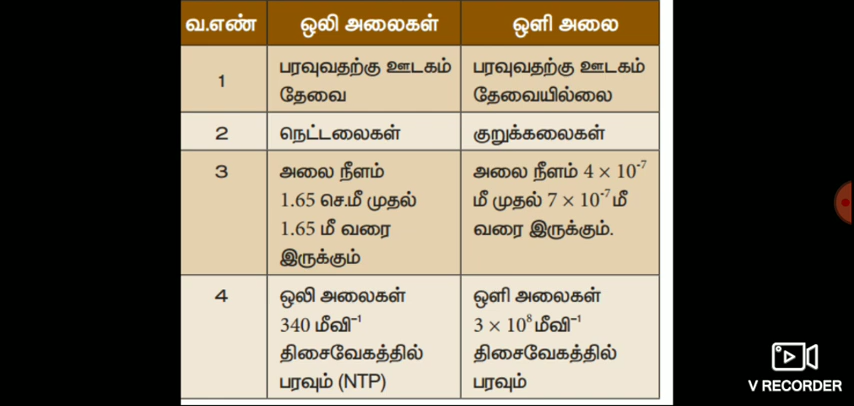 வ.எண் ஒலி அலைகள் ஒளி அலை
1 பரவுவதற்கு ஊடகம் தேவை பரவுவதற்கு ஊடகம் தேவையில்லை
2 நெட்டலைகள் குறுக்கலைகள்
3 அலை நீளம் 1.65 செ.மீ முதல் 1.65 மீ வரை இருக்கும் அலை நீளம் 4 × 10⁻⁷ மீ முதல் 7 × 10⁻⁷ மீ வரை இருக்கும்.
4 ஒலி அலைகள் 340 மீவி⁻¹ திசைவேகத்தில் பரவும் (NTP) ஒளி அலைகள் 3 × 10⁸ மீவி⁻¹ திசைவேகத்தில் பரவும்
V RECORDER